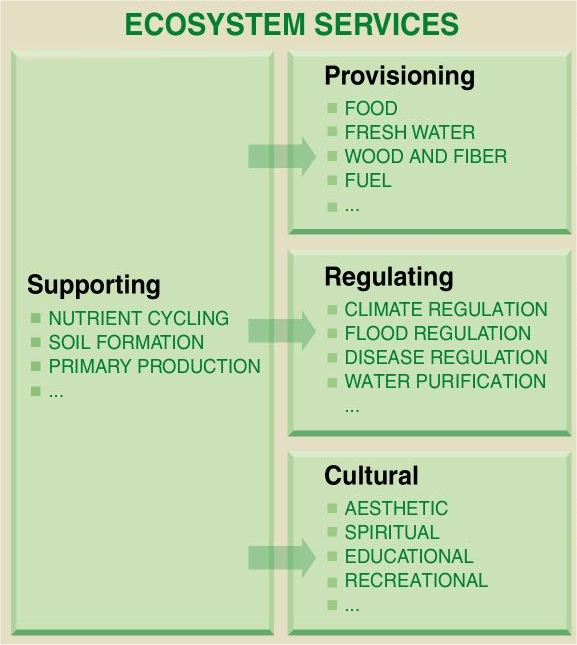 ECOSYSTEM SERVICES
Supporting
NUTRIENT CYCLING
SOIL FORMATION
PRIMARY PRODUCTION
...
Provisioning
FOOD
FRESH WATER
WOOD AND FIBER
FUEL
...
Regulating
CLIMATE REGULATION
FLOOD REGULATION
DISEASE REGULATION
WATER PURIFICATION
...
Cultural
AESTHETIC
SPIRITUAL
EDUCATIONAL
RECREATIONAL
...